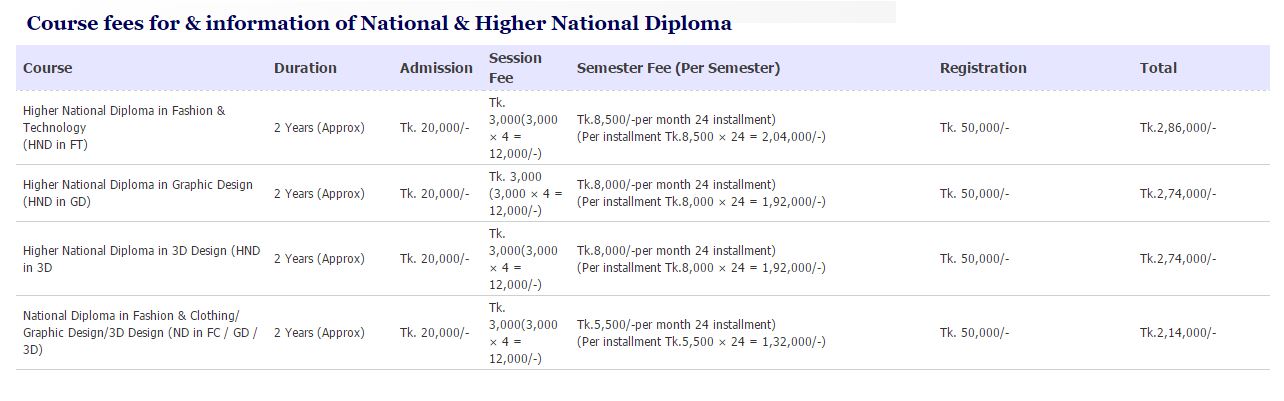 Course fees for & information of National & Higher National Diploma
Course Duration Admission Session Fee Semester Fee (Per Semester) Registration Total
Higher National Diploma in Fashion &
Technology
(HND in FT)
2 Years (Approx)
Tk. 20,000/-
Tk.
3,000(3,000
× 4 =
12,000/-)
Tk.8,500/-per month 24 installment)
(Per installment Tk.8,500 × 24 = 2,04,000/-)
Tk. 50,000/-
Tk.2,86,000/-
Higher National Diploma in Graphic Design
(HND in GD)
2 Years (Approx)
Tk. 20,000/-
Tk. 3,000
(3,000 × 4 =
12,000/-)
Tk.8,000/-per month 24 installment)
(Per installment Tk.8,000 × 24 = 1,92,000/-)
Tk. 50,000/-
Tk.2,74,000/-
Higher National Diploma in 3D Design (HND
in 3D
2 Years (Approx)
Tk. 20,000/-
Tk.
3,000(3,000
× 4 =
12,000/-)
Tk.8,000/-per month 24 installment)
(Per installment Tk.8,000 × 24 = 1,92,000/-)
Tk. 50,000/-
Tk.2,74,000/-
National Diploma in Fashion & Clothing/
Graphic Design/3D Design (ND in FC / GD /
3D)
2 Years (Approx)
Tk. 20,000/-
Tk.
3,000(3,000
× 4 =
12,000/-)
Tk.5,500/-per month 24 installment)
(Per installment Tk.5,500 × 24 = 1,32,000/-)
Tk. 50,000/-
Tk.2,14,000/-